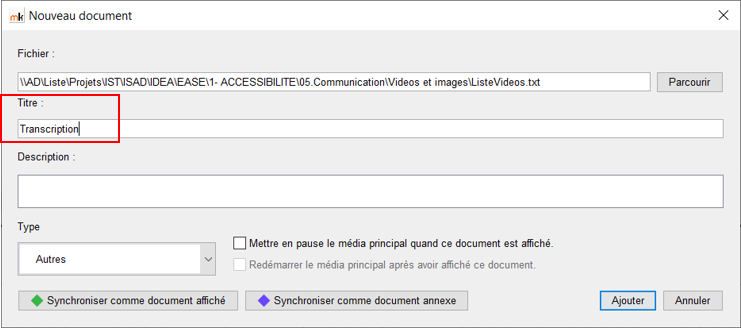 mk Nouveau document
Fichier :
\\AD\Liste\Projets\IST\ISAD\IDEA\EASE\1- ACCESSIBILITE\05.Communication\Videos et images\ListeVideos.txt Parcourir
Titre :
Transcription
Description :
Type
Autres
Mettre en pause le média principal quand ce document est affiché.
Redémarrer le média principal après avoir affiché ce document.
Synchroniser comme document affiché Synchroniser comme document annexe Ajouter Annuler